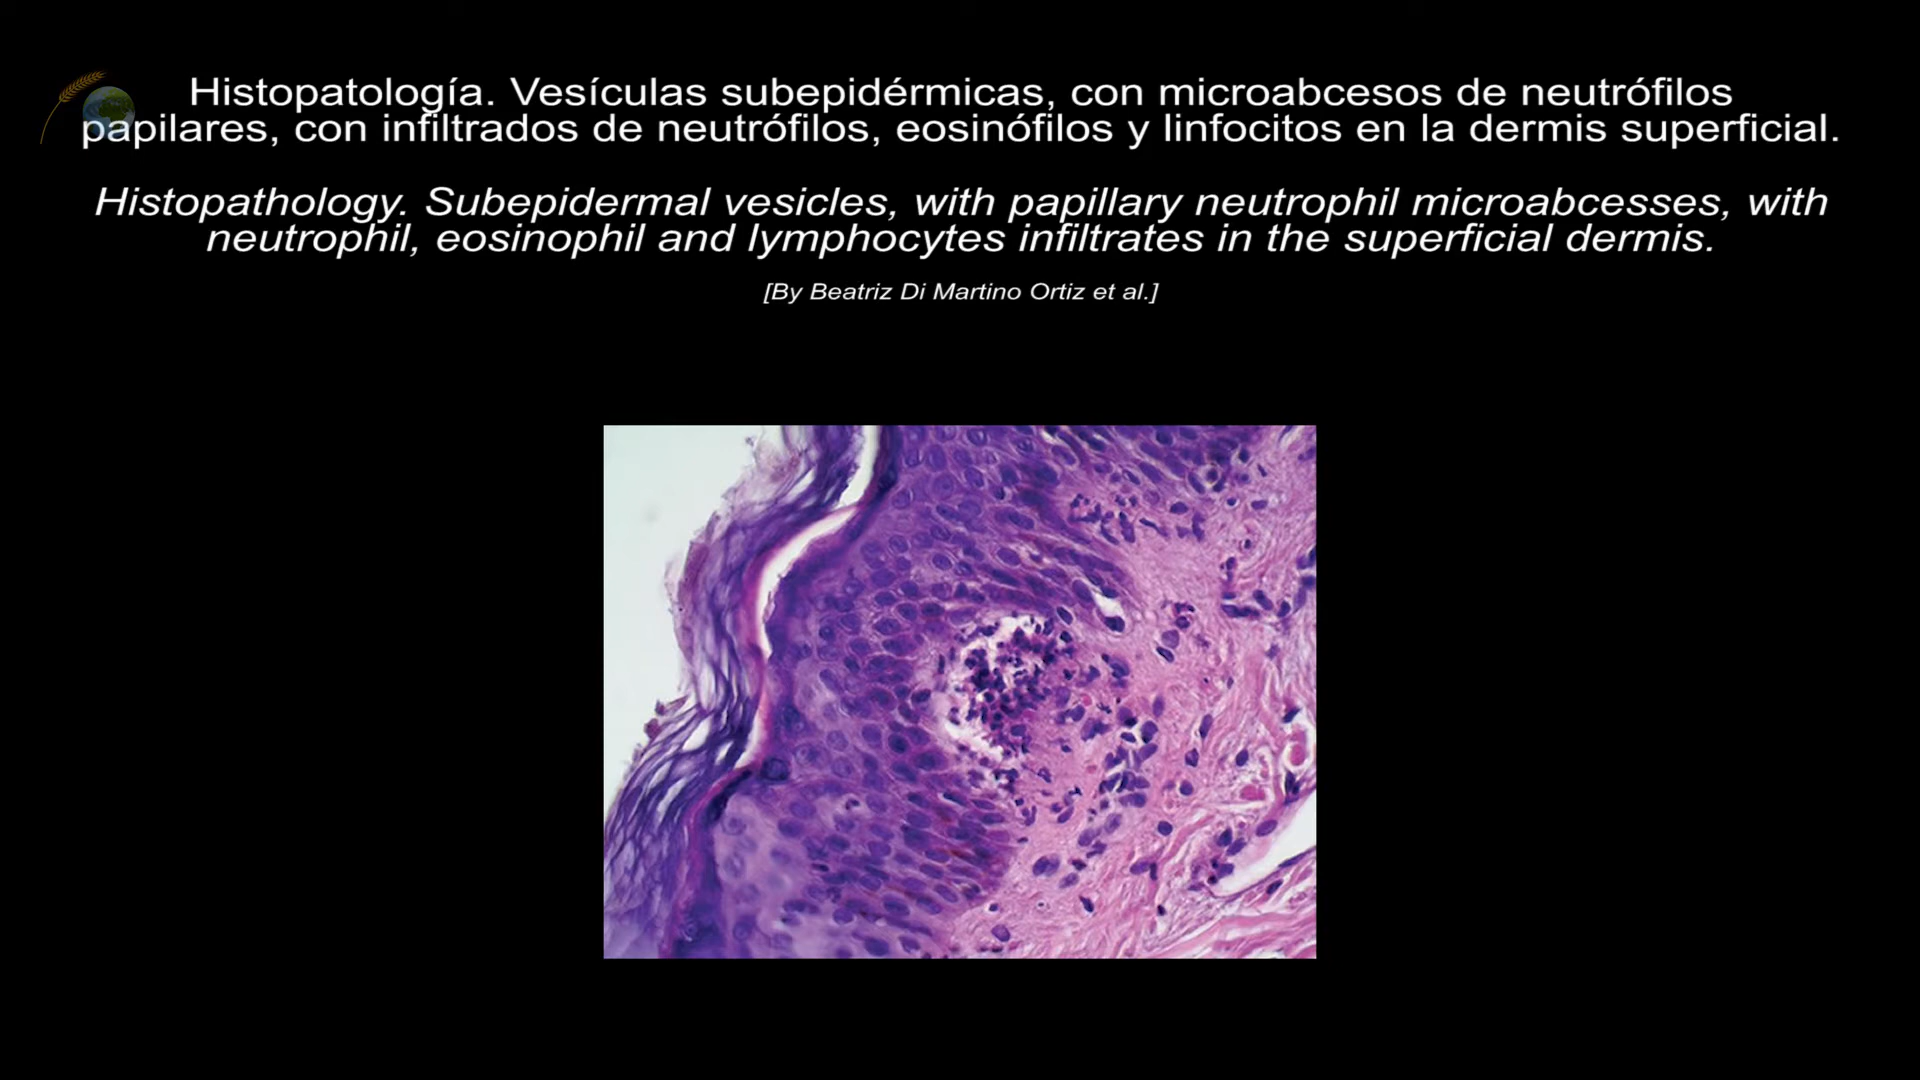 Histopatología. Vesículas subepidérmicas, con microabcesos de neutrófilos
papilares, con infiltrados de neutrófilos, eosinófilos y linfocitos en la dermis superficial.
Histopathology. Subepidermal vesicles, with papillary neutrophil microabcesses, with
neutrophil, eosinophil and lymphocytes infiltrates in the superficial dermis.
[By Beatriz Di Martino Ortiz et al.]